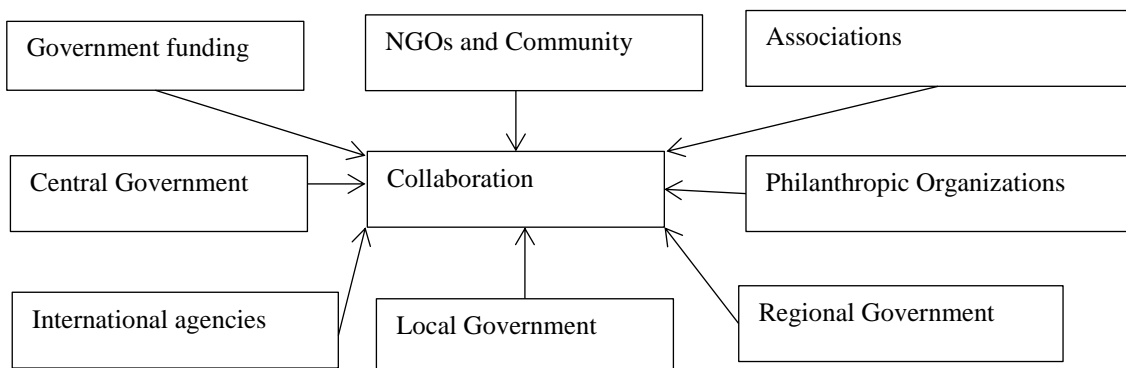 Government funding
NGOs and Community
Associations
Central Government
Collaboration
Philanthropic Organizations
International agencies
Local Government
Regional Government